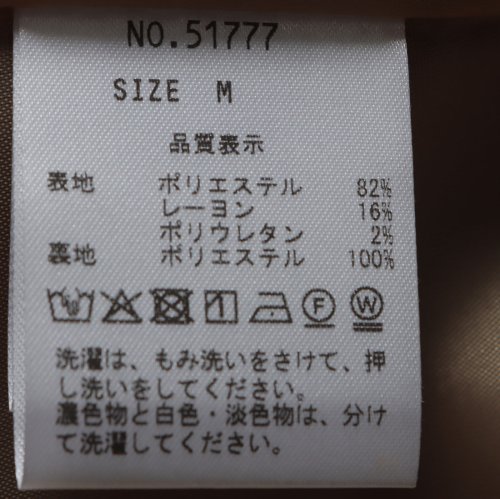 NO.51777
SIZE M
品質表示
表地 ポリエステル 82%
レーヨン 16%
ポリウレタン 2%
裏地 ポリエステル 100%
F W
洗濯は、もみ洗いをさけて、押
し洗いをしてください。
濃色物と白色・淡色物は、分け
て洗濯してください。